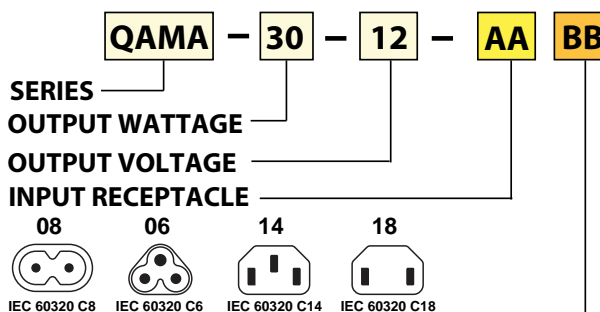 QAMA – 30 – 12 – AA BB
SERIES
OUTPUT WATTAGE
OUTPUT VOLTAGE
INPUT RECEPTACLE
08 06 14 18
IEC 60320 C8 IEC 60320 C6 IEC 60320 C14 IEC 60320 C18